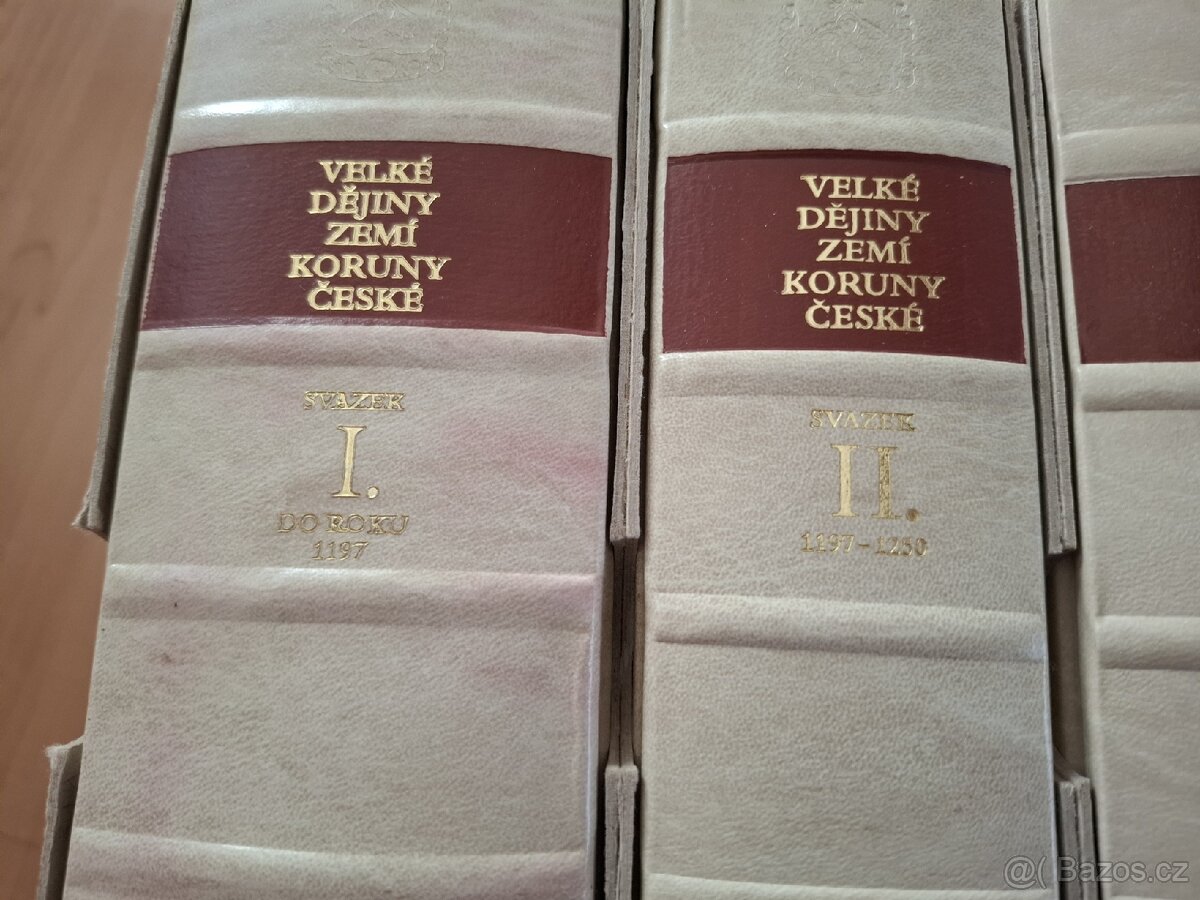 VELKÉ
DĚJINY
ZEMÍ
KORUNY
ČESKÉ
SVAZEK
I.
DO ROKU
1197
VELKÉ
DĚJINY
ZEMÍ
KORUNY
ČESKÉ
SVAZEK
II.
1197–1250
@( Bazos.cz